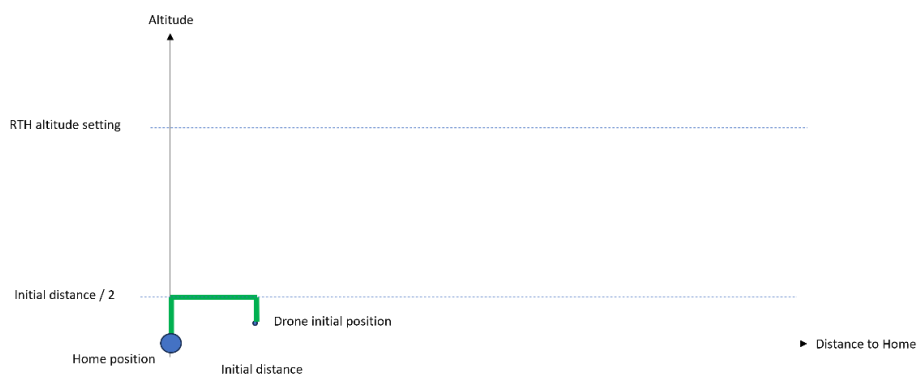 Altitude
RTH altitude setting
Initial distance / 2
Drone initial position
Distance to Home
Home position
Initial distance